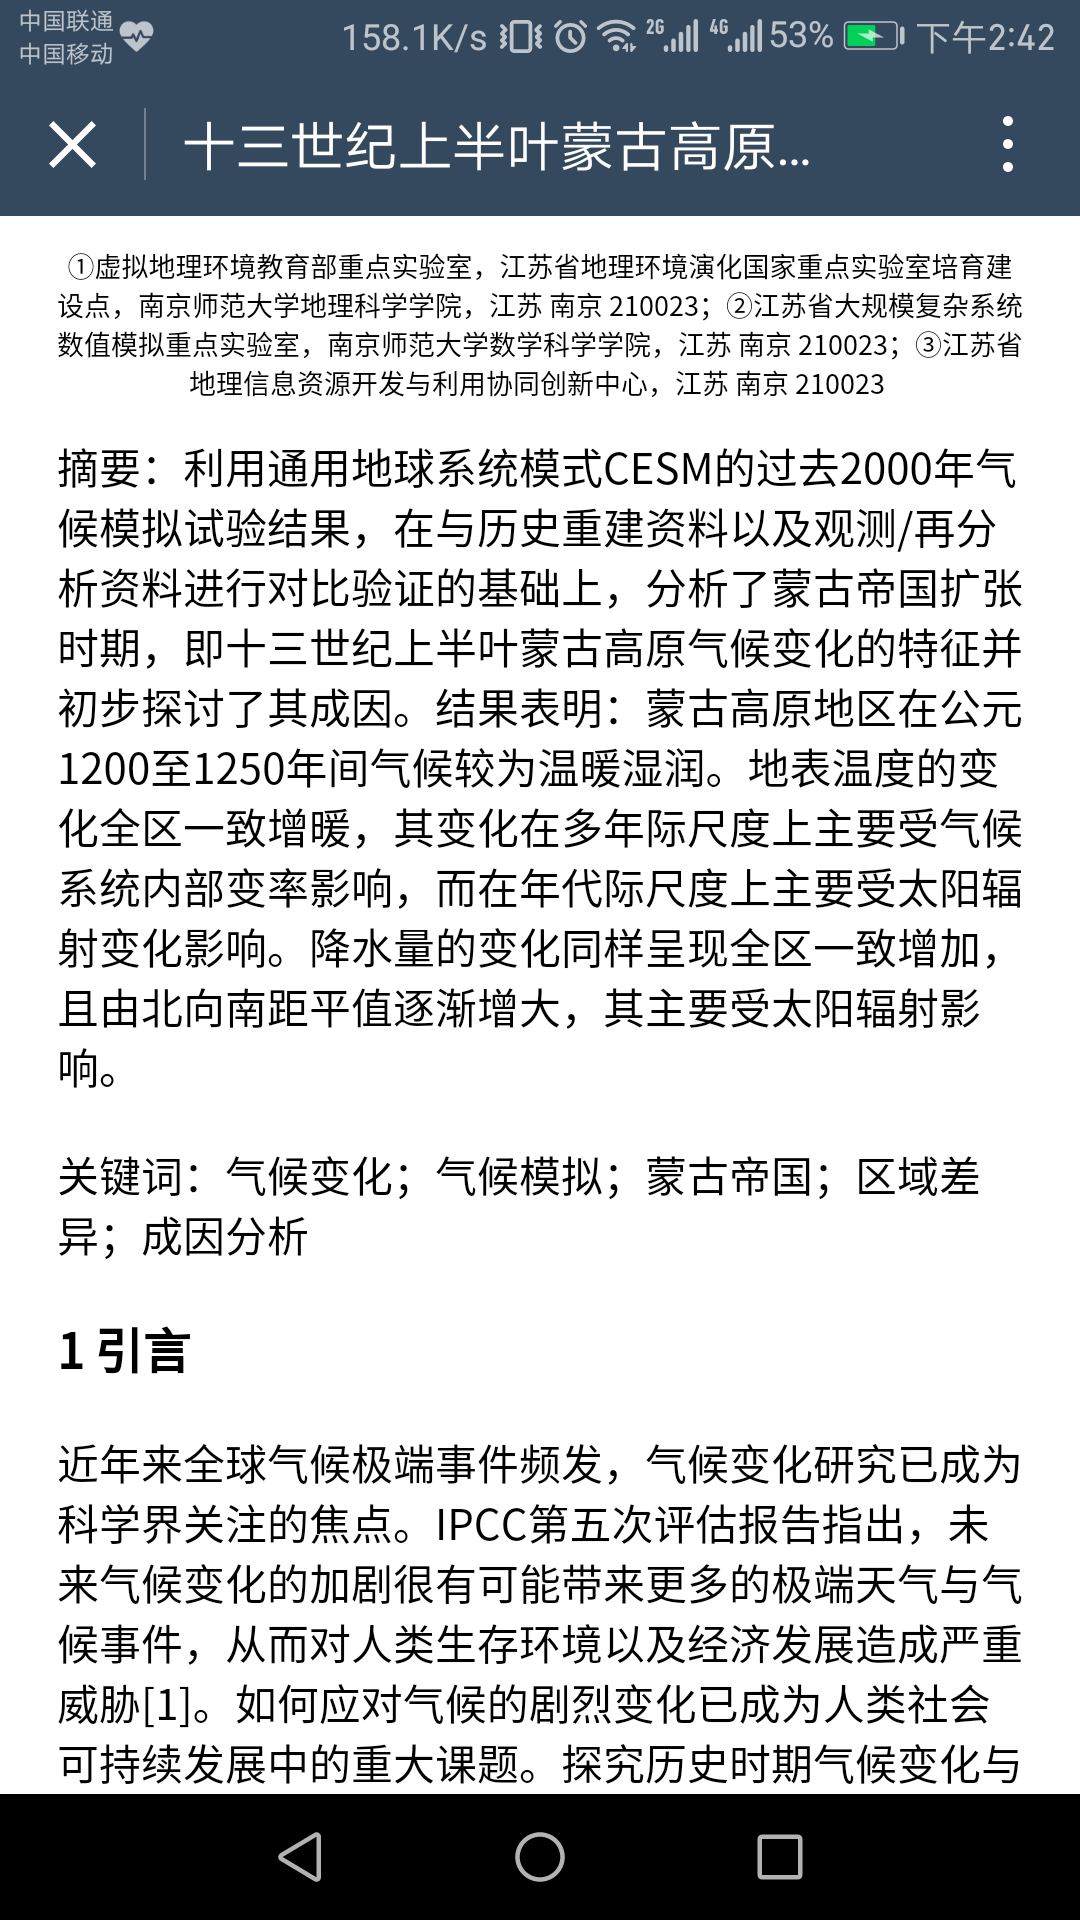 中国联通
中国移动
158.1K/s 2G 4G 53% 下午2:42
十三世纪上半叶蒙古高原...
①虚拟地理环境教育部重点实验室，江苏省地理环境演化国家重点实验室培育建
设点，南京师范大学地理科学学院，江苏 南京 210023；②江苏省大规模复杂系统
数值模拟重点实验室，南京师范大学数学科学学院，江苏 南京 210023；③江苏省
地理信息资源开发与利用协同创新中心，江苏 南京 210023
摘要：利用通用地球系统模式CESM的过去2000年气
候模拟试验结果，在与历史重建资料以及观测/再分
析资料进行对比验证的基础上，分析了蒙古帝国扩张
时期，即十三世纪上半叶蒙古高原气候变化的特征并
初步探讨了其成因。结果表明：蒙古高原地区在公元
1200至1250年间气候较为温暖湿润。地表温度的变
化全区一致增暖，其变化在多年际尺度上主要受气候
系统内部变率影响，而在年代际尺度上主要受太阳辐
射变化影响。降水量的变化同样呈现全区一致增加，
且由北向南距平值逐渐增大，其主要受太阳辐射影
响。
关键词：气候变化；气候模拟；蒙古帝国；区域差
异；成因分析
1 引言
近年来全球气候极端事件频发，气候变化研究已成为
科学界关注的焦点。IPCC第五次评估报告指出，未
来气候变化的加剧很有可能带来更多的极端天气与气
候事件，从而对人类生存环境以及经济发展造成严重
威胁[1]。如何应对气候的剧烈变化已成为人类社会
可持续发展中的重大课题。探究历史时期气候变化与